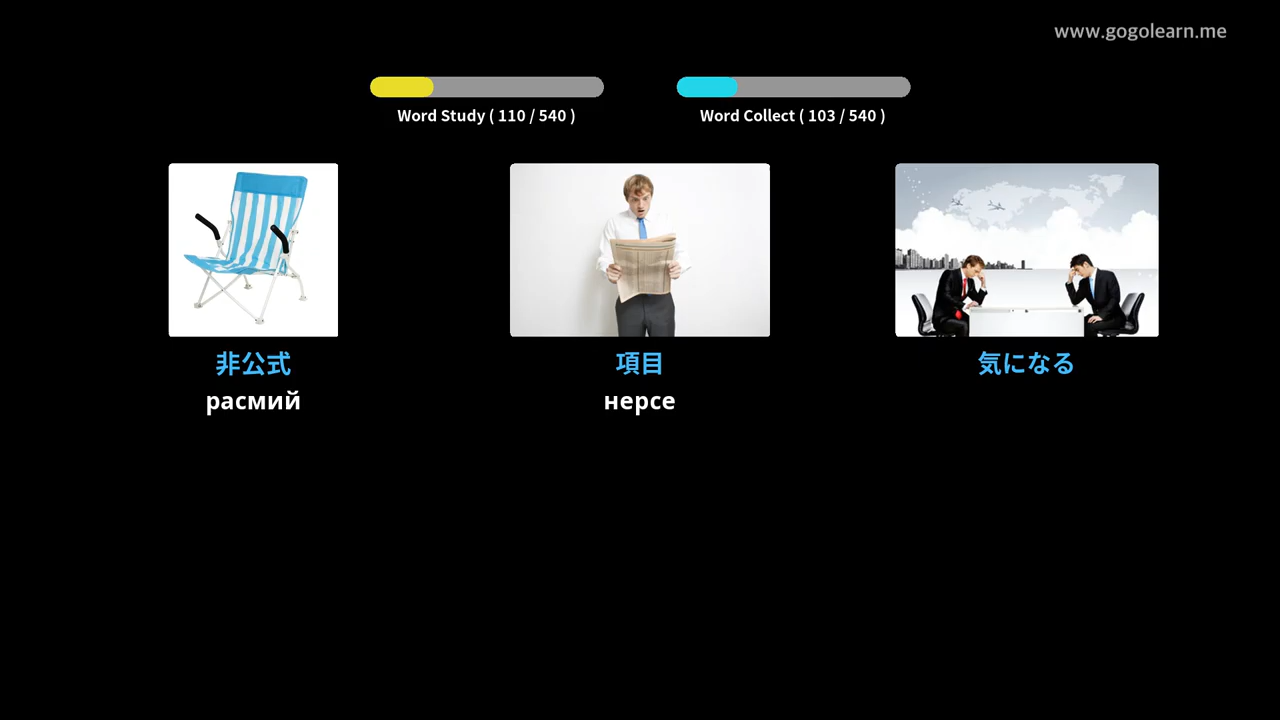 www.gogolearn.me
Word Study ( 110 / 540 )
Word Collect ( 103 / 540 )
非公式
項目
気になる
расмий
нерсе